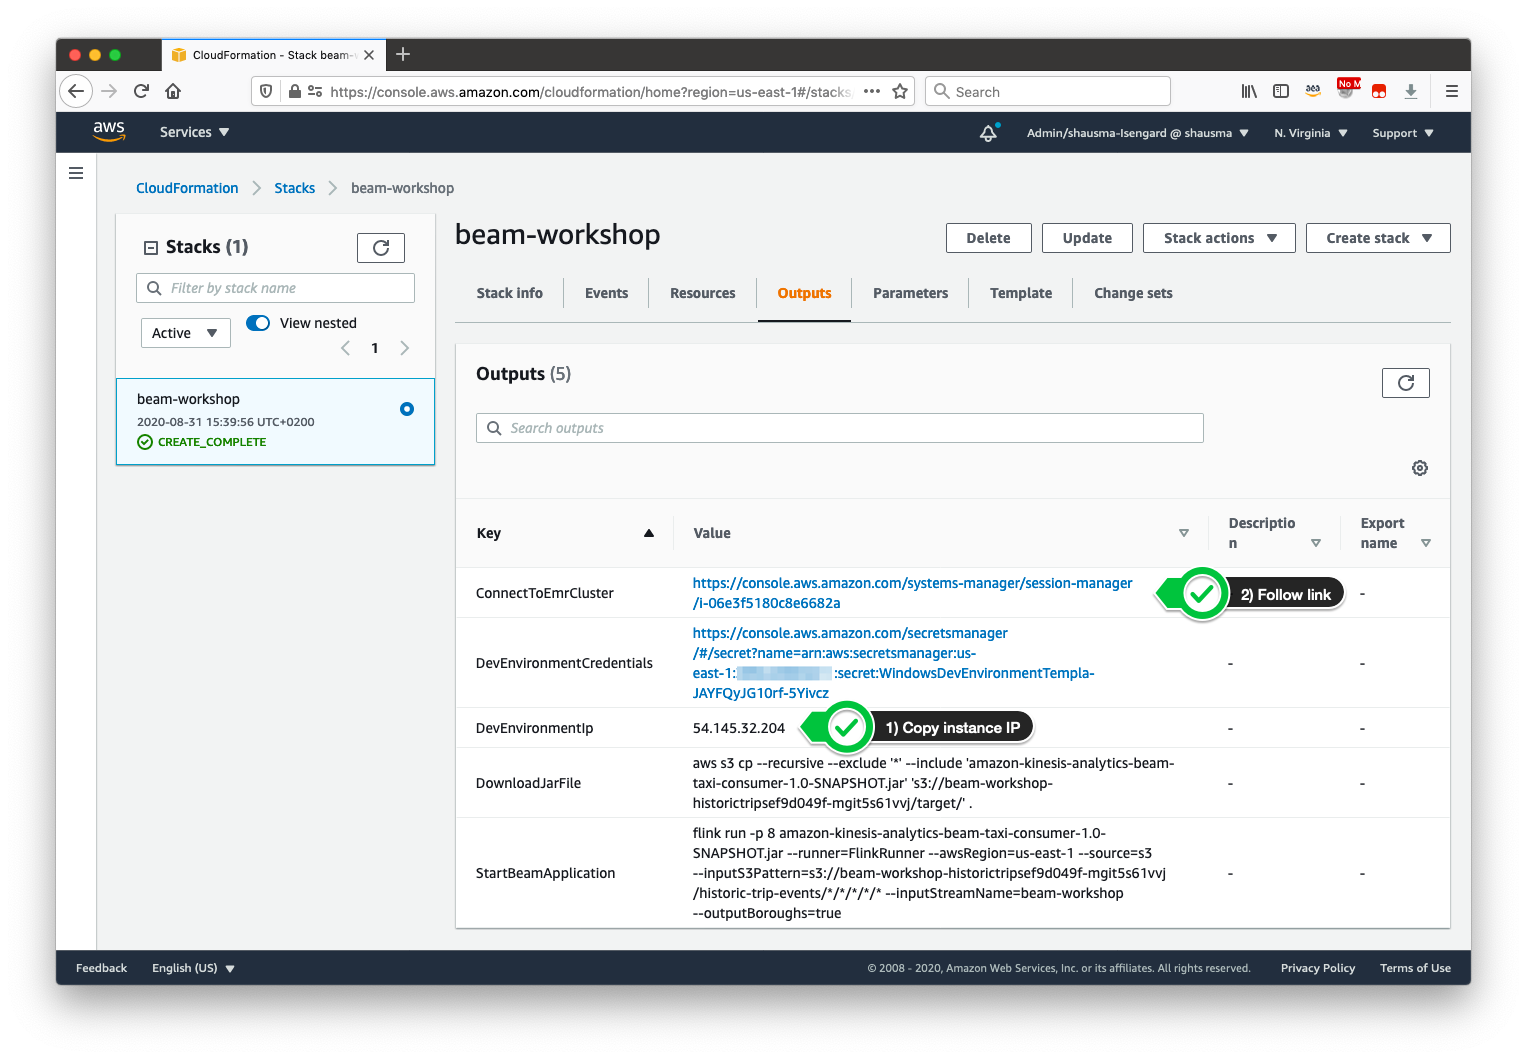 CloudFormation - Stack beam-
https://console.aws.amazon.com/cloudformation/home?region=us-east-1#/stacks
Search
No M
aws
Services
Admin/shausma-Isengard @ shausma
N. Virginia
Support
CloudFormation
Stacks
beam-workshop
Stacks (1)
Filter by stack name
Active
View nested
1
beam-workshop
2020-08-31 15:39:56 UTC+0200
CREATE_COMPLETE
beam-workshop
Delete
Update
Stack actions
Create stack
Stack info
Events
Resources
Outputs
Parameters
Template
Change sets
Outputs (5)
Search outputs
Key
Value
Descriptio
n
Export
name
ConnectToEmrCluster
https://console.aws.amazon.com/systems-manager/session-manager
/i-06e3f5180c8e6682a
2) Follow link
-
DevEnvironmentCredentials
https://console.aws.amazon.com/secretsmanager
/#/secret?name=arn:aws:secretsmanager:us-
east-1: :secret:WindowsDevEnvironmentTempla-
JAYFQyJG10rf-5Yivcz
-
-
DevEnvironmentIp
54.145.32.204
1) Copy instance IP
-
-
DownloadJarFile
aws s3 cp --recursive --exclude '*' --include 'amazon-kinesis-analytics-beam-
taxi-consumer-1.0-SNAPSHOT.jar' 's3://beam-workshop-
historictripsef9d049f-mgit5s61vvj/target/' .
-
-
StartBeamApplication
flink run -p 8 amazon-kinesis-analytics-beam-taxi-consumer-1.0-
SNAPSHOT.jar --runner=FlinkRunner --awsRegion=us-east-1 --source=s3
--inputS3Pattern=s3://beam-workshop-historictripsef9d049f-mgit5s61vvj
/historic-trip-events/*/*/*/*/* --inputStreamName=beam-workshop
--outputBoroughs=true
-
-
Feedback
English (US)
© 2008 - 2020, Amazon Web Services, Inc. or its affiliates. All rights reserved.
Privacy Policy
Terms of Use